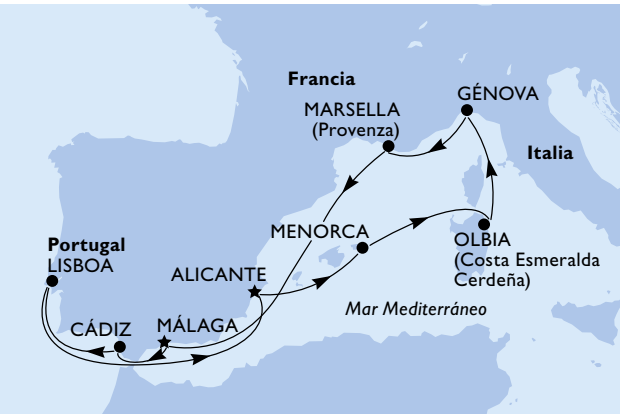 Francia
GÉNOVA
MARSELLA
(Provenza)
Italia
MENORCA
OLBIA
(Costa Esmeralda
Cerdeña)
Portugal
LISBOA
ALICANTE
Mar Mediterráneo
CÁDIZ
MÁLAGA